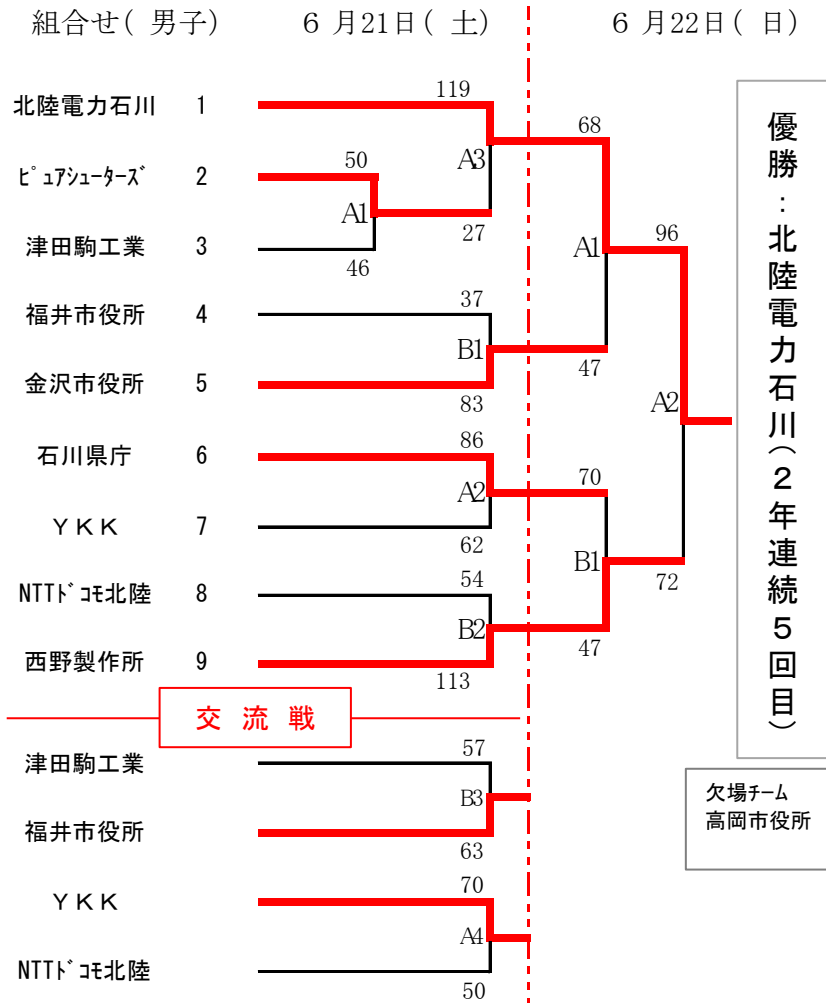 組合せ( 男子)
6 月21日( 土)
6 月22日( 日)
北陸電力石川 1
ﾋﾟｭｱｼｭｰﾀｰｽﾞ 2
津田駒工業 3
福井市役所 4
金沢市役所 5
石川県庁 6
ＹＫＫ 7
NTTﾄﾞｺﾓ北陸 8
西野製作所 9
119
A3
27
50
A1
46
37
B1
83
86
A2
62
54
B2
113
68
A1
47
70
B1
47
96
A2
72
優勝：北陸電力石川（２年連続５回目）
交 流 戦
津田駒工業
福井市役所
57
B3
63
ＹＫＫ
NTTﾄﾞｺﾓ北陸
70
A4
50
欠場ﾁｰﾑ
高岡市役所